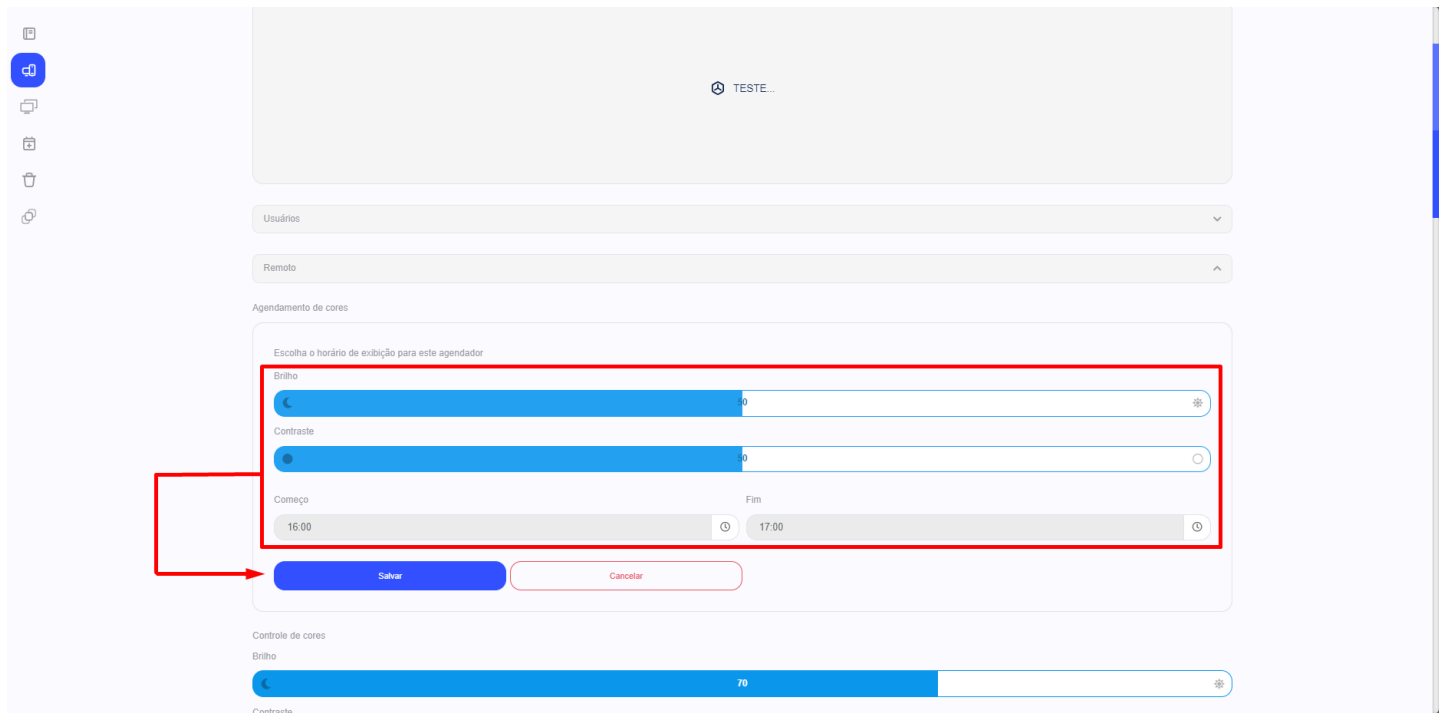 TESTE...
Usuários
Remoto
Agendamento de cores
Escolha o horário de exibição para este agendador
Brilho
50
Contraste
50
Começo Fim
16:00 17:00
Salvar Cancelar
Controle de cores
Brilho
70
Contraste